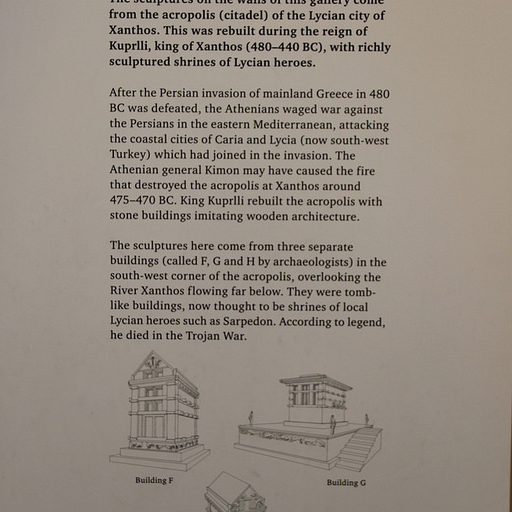 The sculptures on the walls of this gallery come
from the acropolis (citadel) of the Lycian city of
Xanthos. This was rebuilt during the reign of
Kuprlli, king of Xanthos (480–440 BC), with richly
sculptured shrines of Lycian heroes.
After the Persian invasion of mainland Greece in 480
BC was defeated, the Athenians waged war against
the Persians in the eastern Mediterranean, attacking
the coastal cities of Caria and Lycia (now south-west
Turkey) which had joined in the invasion. The
Athenian general Kimon may have caused the fire
that destroyed the acropolis at Xanthos around
475–470 BC. King Kuprlli rebuilt the acropolis with
stone buildings imitating wooden architecture.
The sculptures here come from three separate
buildings (called F, G and H by archaeologists) in the
south-west corner of the acropolis, overlooking the
River Xanthos flowing far below. They were tomb-
like buildings, now thought to be shrines of local
Lycian heroes such as Sarpedon. According to legend,
he died in the Trojan War.
Building F
Building G